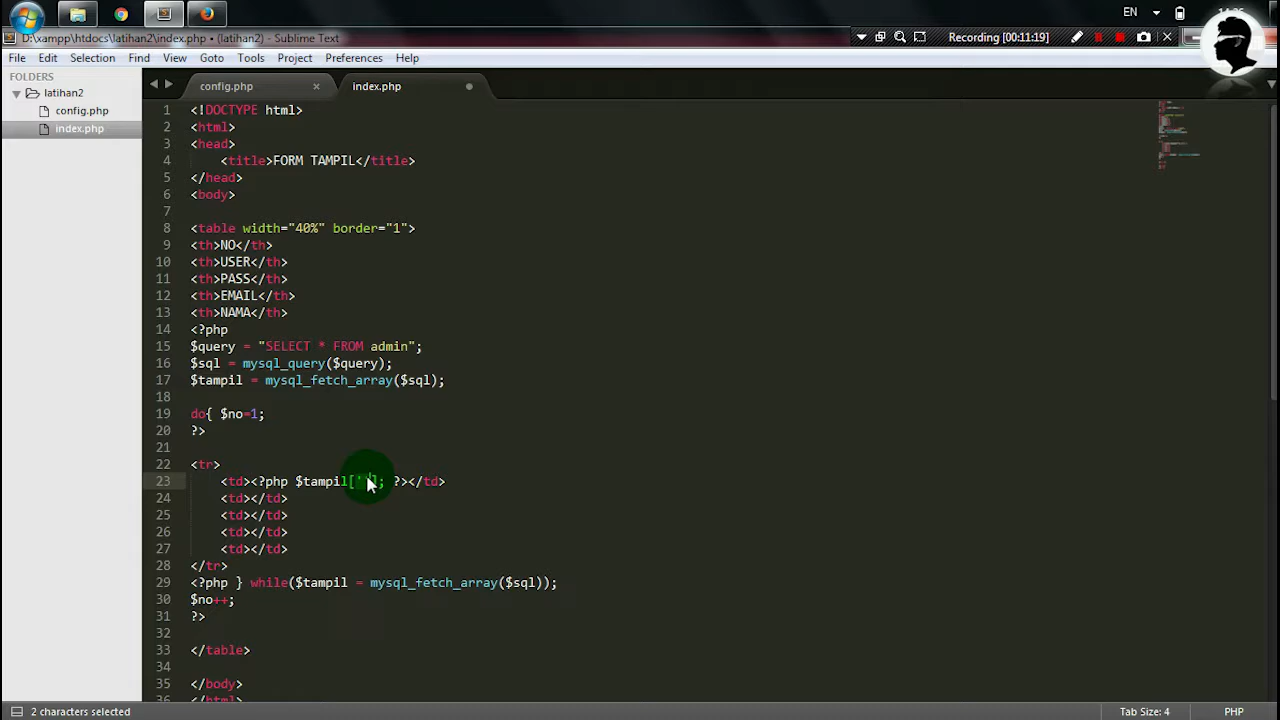 EN
D:\xampp\htdocs\latihan2\index.php • (latihan2) - Sublime Text
Recording [00:11:19]
File Edit Selection Find View Goto Tools Project Preferences Help
FOLDERS
latihan2
config.php
index.php
config.php × index.php
1 <!DOCTYPE html>
2 <html>
3 <head>
4 <title>FORM TAMPIL</title>
5 </head>
6 <body>
7
8 <table width="40%" border="1">
9 <th>NO</th>
10 <th>USER</th>
11 <th>PASS</th>
12 <th>EMAIL</th>
13 <th>NAMA</th>
14 <?php
15 $query = "SELECT * FROM admin";
16 $sql = mysql_query($query);
17 $tampil = mysql_fetch_array($sql);
18
19 do{ $no=1;
20 ?>
21
22 <tr>
23 <td><?php $tampil['']; ?></td>
24 <td></td>
25 <td></td>
26 <td></td>
27 <td></td>
28 </tr>
29 <?php } while($tampil = mysql_fetch_array($sql));
30 $no++;
31 ?>
32
33 </table>
34
35 </body>
36 </html>
2 characters selected
Tab Size: 4 PHP